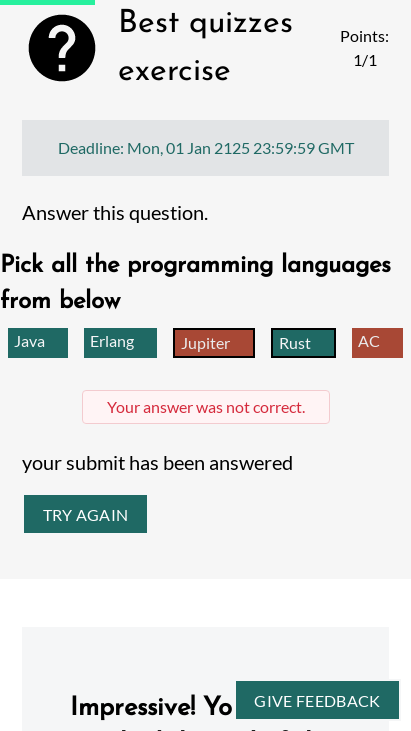 Best quizzes
exercise
Points:
1/1
Deadline: Mon, 01 Jan 2125 23:59:59 GMT
Answer this question.
Pick all the programming languages
from below
Java Erlang Jupiter Rust AC
Your answer was not correct.
your submit has been answered
TRY AGAIN
Impressive! Yo
GIVE FEEDBACK